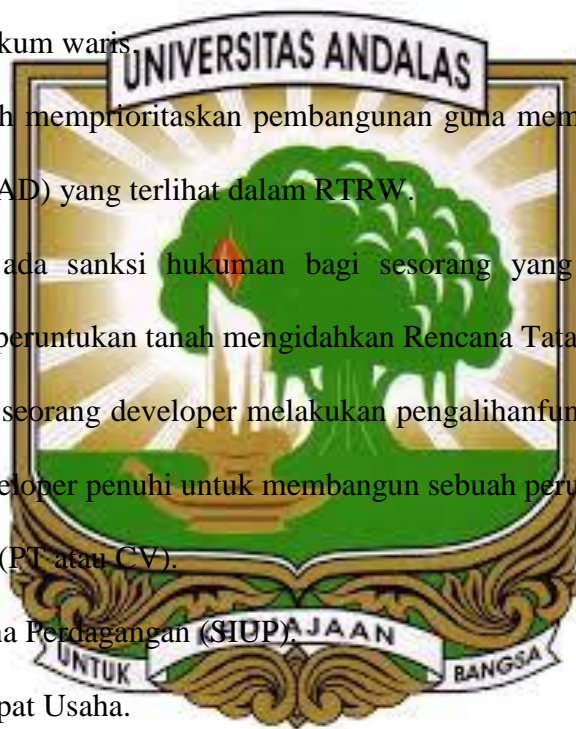 kum waris.
UNIVERSITAS ANDALAS
h memprioritaskan pembangunan guna mem
AD) yang terlihat dalam RTRW.
ada sanksi hukuman bagi sesorang yang
peruntukan tanah mengidahkan Rencana Tata
seorang developer melakukan pengalihanfun
eloper penuhi untuk membangun sebuah peru
(PT atau CV).
na Perdagangan (SIUP).
UNTUK KEDJAJAAN BANGSA
pat Usaha.